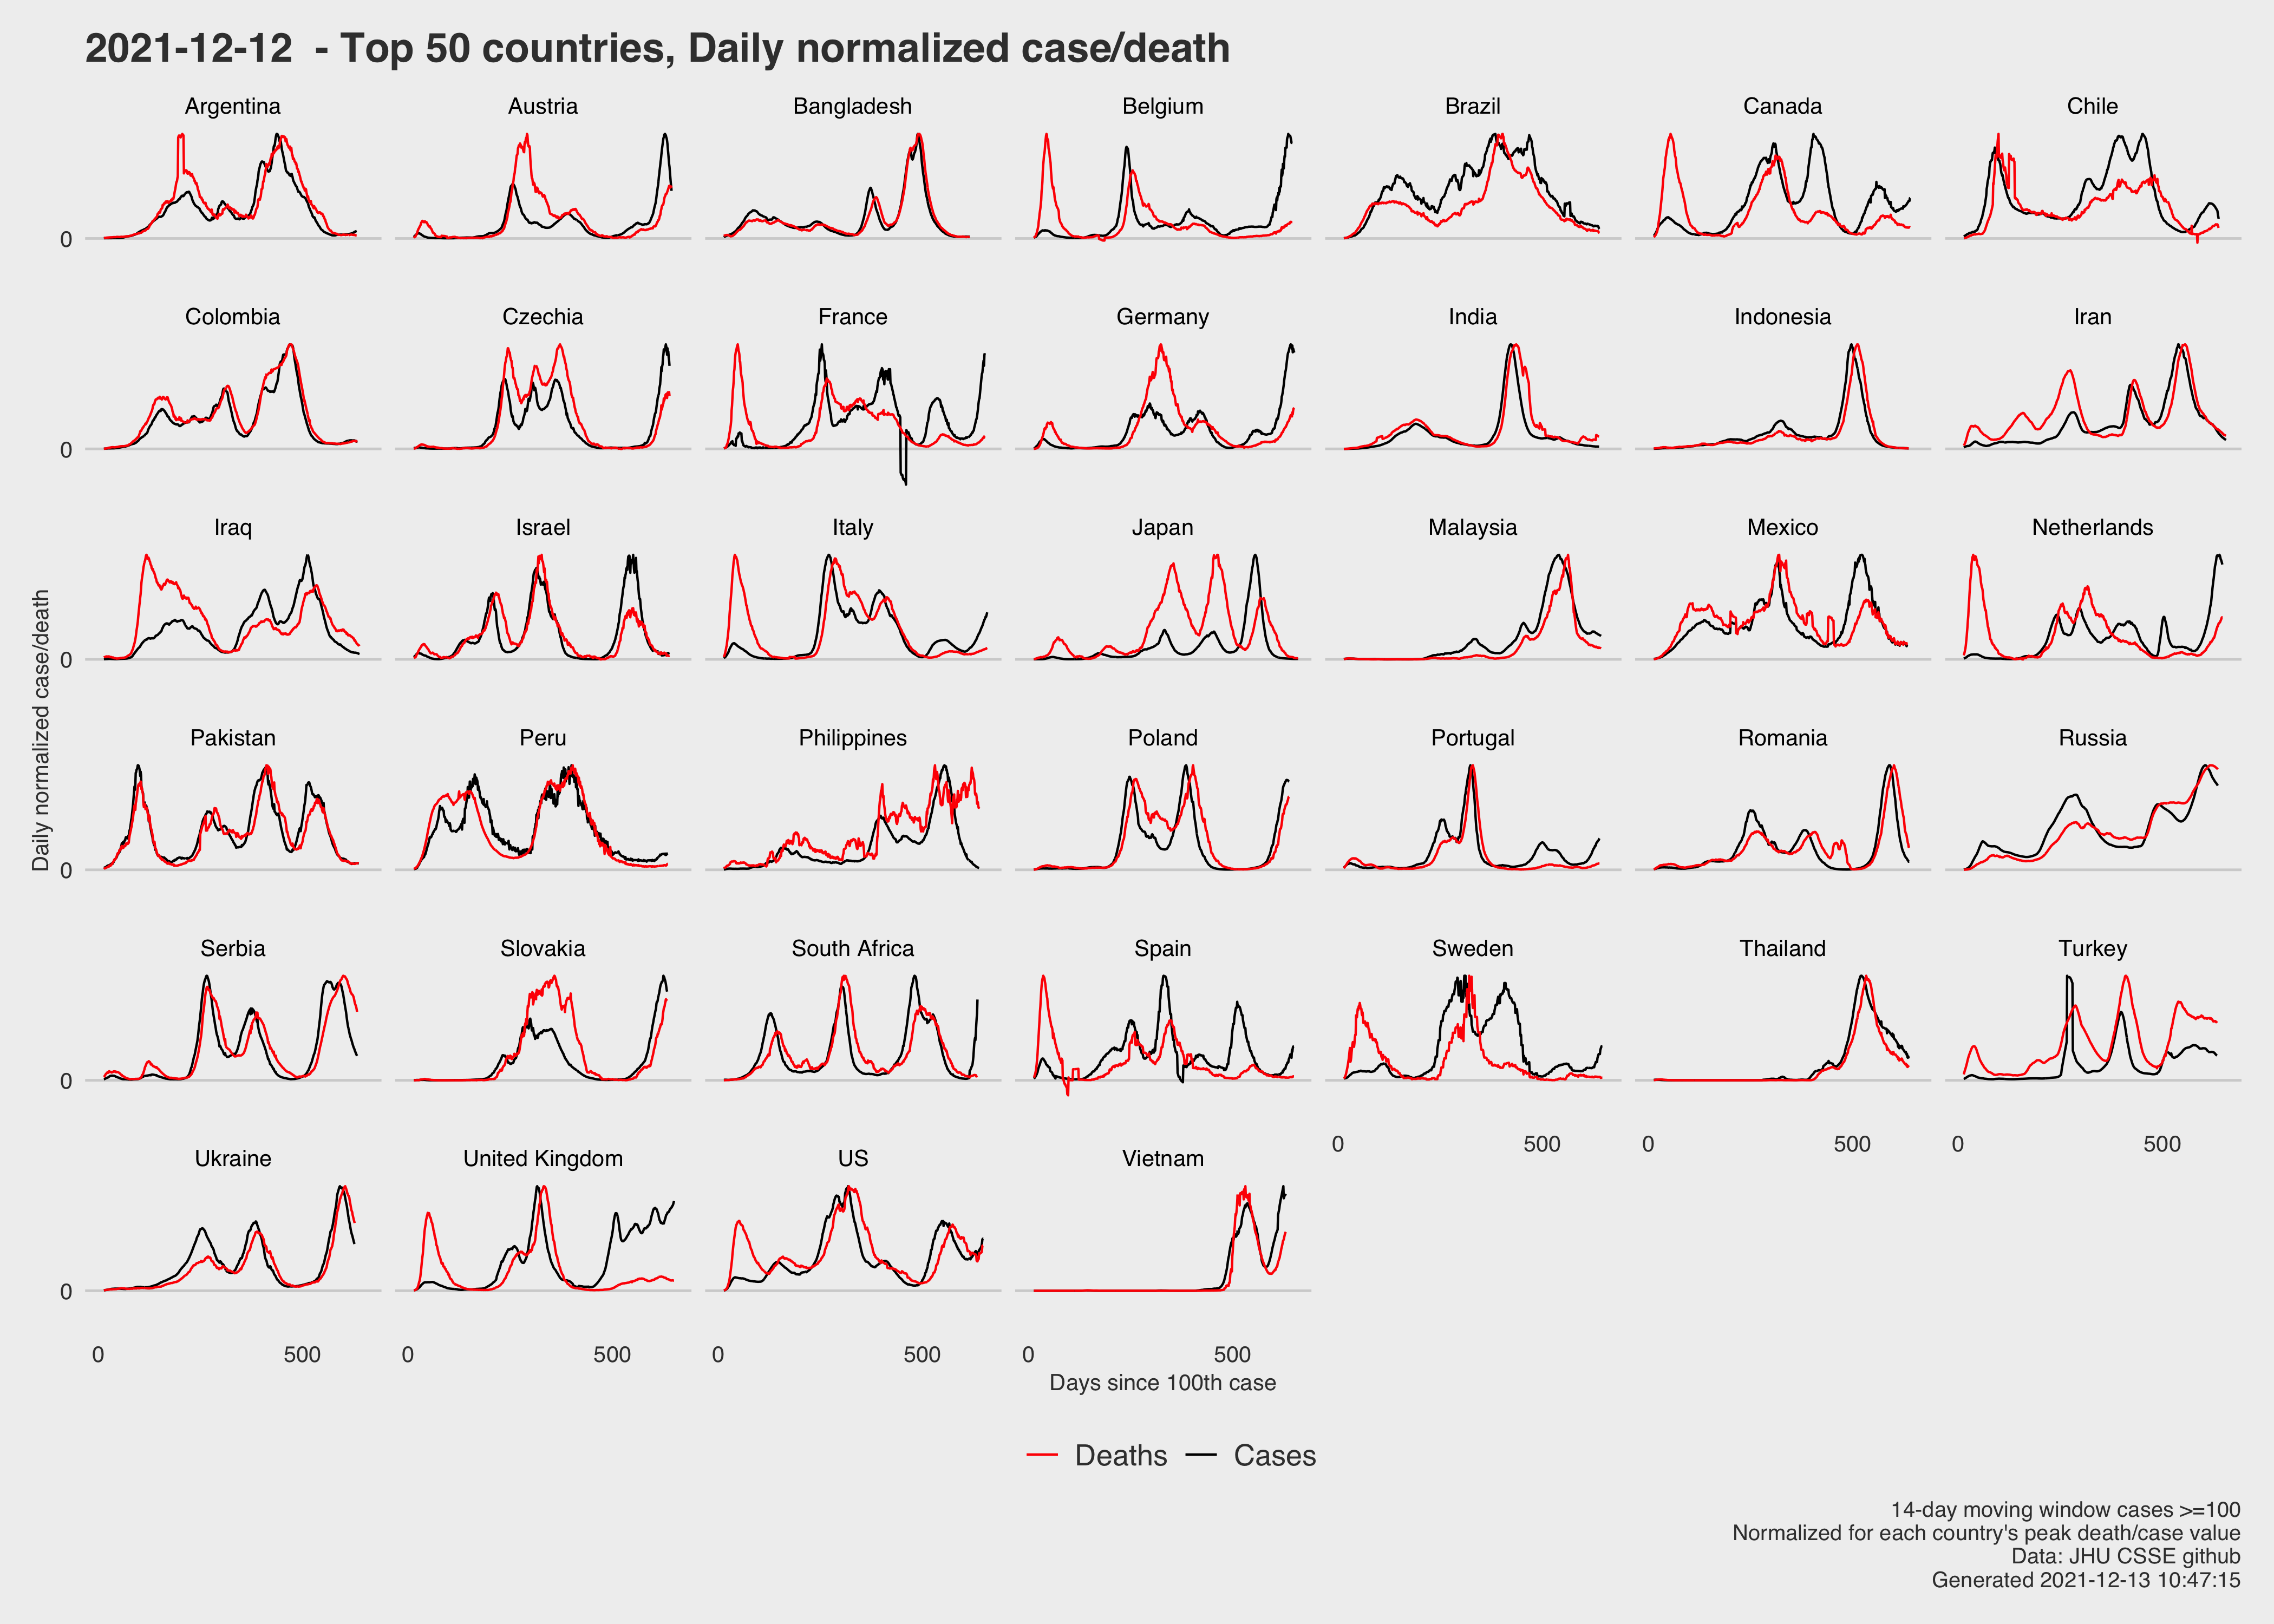 2021-12-12  - Top 50 countries, Daily normalized case/death
Argentina Austria Bangladesh Belgium Brazil Canada Chile
0
Colombia Czechia France Germany India Indonesia Iran
0
Iraq Israel Italy Japan Malaysia Mexico Netherlands
0
Daily normalized case/death
Pakistan Peru Philippines Poland Portugal Romania Russia
0
Serbia Slovakia South Africa Spain Sweden Thailand Turkey
0
0 500 0 500 0 500
Ukraine United Kingdom US Vietnam
0
0 500 0 500 0 500 0 500
Days since 100th case
Deaths Cases
14-day moving window cases >=100
Normalized for each country's peak death/case value
Data: JHU CSSE github
Generated 2021-12-13 10:47:15